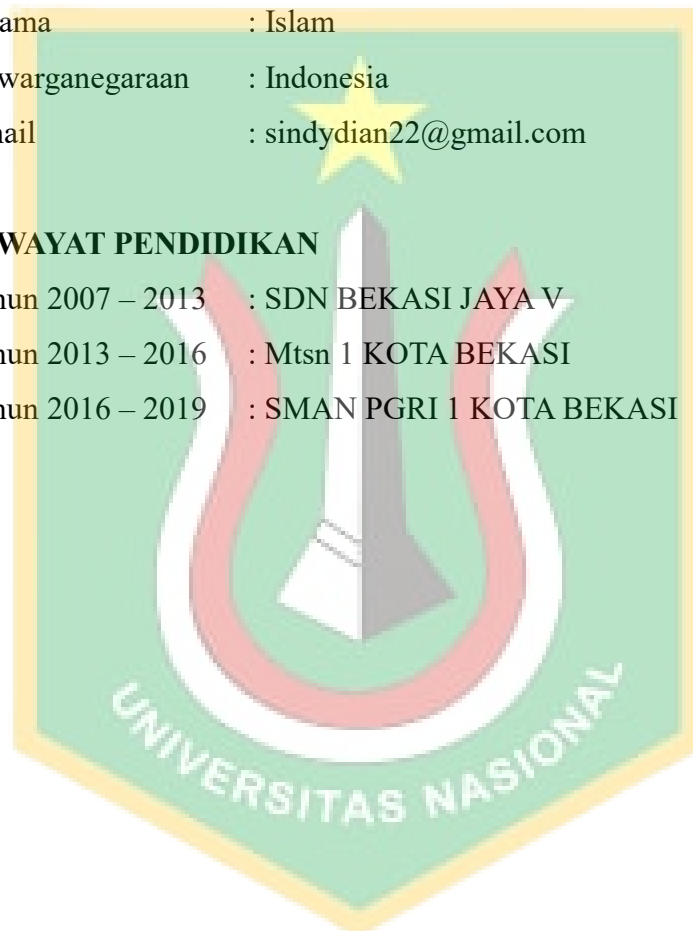 ama : Islam
warganegaraan : Indonesia
ail : sindydian22@gmail.com
WAYAT PENDIDIKAN
hun 2007 – 2013 : SDN BEKASI JAYA V
hun 2013 – 2016 : Mtsn 1 KOTA BEKASI
hun 2016 – 2019 : SMAN PGRI 1 KOTA BEKASI
UNIVERSITAS NASIONAL